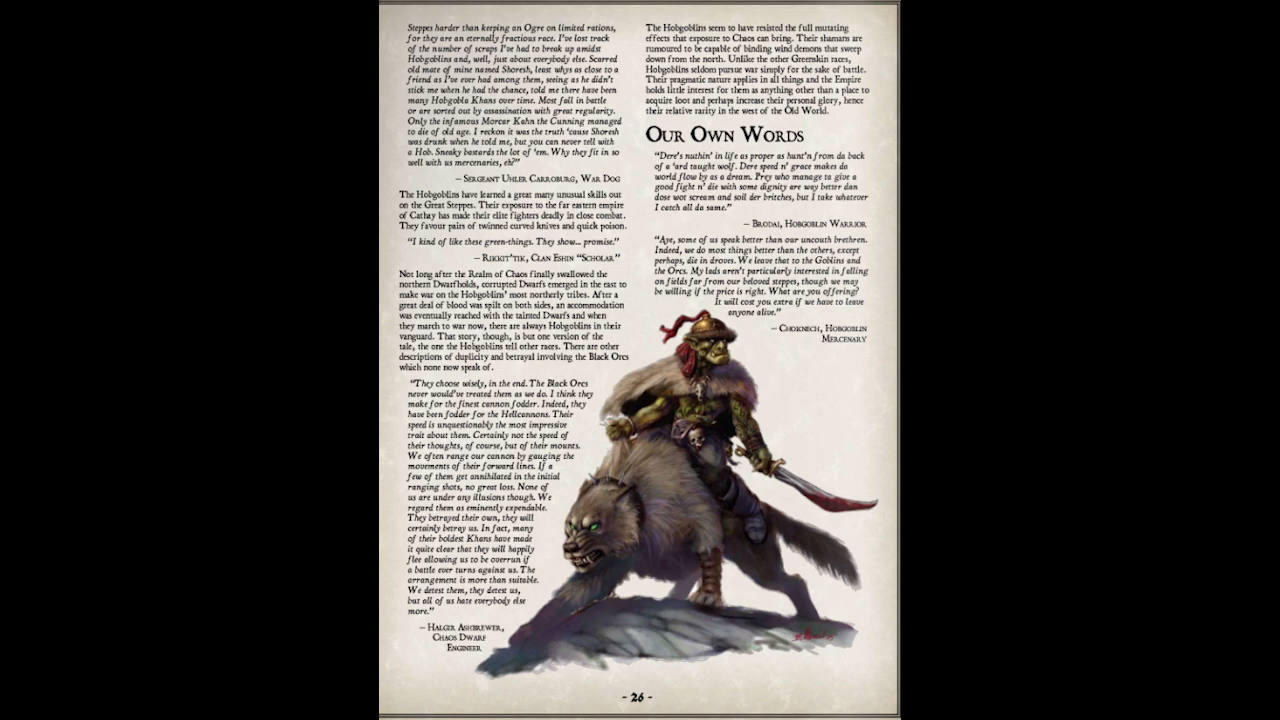 Steppes harder than keeping an Ogre on limited rations,
for they are an eternally fractious race. I've lost track
of the number of scraps I've had to break up amidst
Hobgoblins and, well, just about everybody else. Scarred
old mate of mine named Shoresh, least whys as close to a
friend as I've ever had among them, seeing as he didn't
stick me when he had the chance, told me there have been
many Hobgobla Khans over time. Most fall in battle
or are sorted out by assassination with great regularity.
Only the infamous Morcar Kahn the Cunning managed
to die of old age. I reckon it was the truth 'cause Shoresh
was drunk when he told me, but you can never tell with
a Hob. Sneaky bastards the lot of 'em. Why they fit in so
well with us mercenaries, eh?"
– Sergeant Uhler Carroburg, War Dog
The Hobgoblins have learned a great many unusual skills out
on the Great Steppes. Their exposure to the far eastern empire
of Cathay has made their elite fighters deadly in close combat.
They favour pairs of twinned curved knives and quick poison.
"I kind of like these green-things. They show... promise."
– Rikkit'tik, Clan Eshin "Scholar"
Not long after the Realm of Chaos finally swallowed the
northern Dwarfholds, corrupted Dwarfs emerged in the east to
make war on the Hobgoblins' most northerly tribes. After a
great deal of blood was spilt on both sides, an accommodation
was eventually reached with the tainted Dwarfs and when
they march to war now, there are always Hobgoblins in their
vanguard. That story, though, is but one version of the
tale, the one the Hobgoblins tell other races. There are other
descriptions of duplicity and betrayal involving the Black Orcs
which none now speak of.
"They choose wisely, in the end. The Black Orcs
never would've treated them as we do. I think they
make for the finest cannon fodder. Indeed, they
have been fodder for the Hellcannons. Their
speed is unquestionably the most impressive
trait about them. Certainly not the speed of
their thoughts, of course, but of their mounts.
We often range our cannon by gauging the
movements of their forward lines. If a
few of them get annihilated in the initial
ranging shots, no great loss. None of
us are under any illusions though. We
regard them as eminently expendable.
They betrayed their own, they will
certainly betray us. In fact, many
of their boldest Khans have made
it quite clear that they will happily
flee allowing us to be overrun if
a battle ever turns against us. The
arrangement is more than suitable.
We detest them, they detest us,
but all of us hate everybody else
more."
– Halgir Ashbrewer,
Chaos Dwarf
Engineer
The Hobgoblins seem to have resisted the full mutating
effects that exposure to Chaos can bring. Their shamans are
rumoured to be capable of binding wind demons that sweep
down from the north. Unlike the other Greenskin races,
Hobgoblins seldom pursue war simply for the sake of battle.
Their pragmatic nature applies in all things and the Empire
holds little interest for them as anything other than a place to
acquire loot and perhaps increase their personal glory, hence
their relative rarity in the west of the Old World.
Our Own Words
"Dere's nuthin' in life as proper as hunt'n from da back
of a 'ard taught wolf. Dere speed n' grace makes da
world flow by as a dream. Prey who manage to give a
good fight n' die with some dignity are way better dan
dose wot scream and soil der britches, but I take whatever
I catch all da same."
– Brodai, Hobgoblin Warrior
"Aye, some of us speak better than our uncouth brethren.
Indeed, we do most things better than the others, except
perhaps, die in droves. We leave that to the Goblins and
the Orcs. My lads aren't particularly interested in falling
on fields far from our beloved steppes, though we may
be willing if the price is right. What are you offering?
It will cost you extra if we have to leave
anyone alive."
– Choknech, Hobgoblin
Mercenary
- 26 -